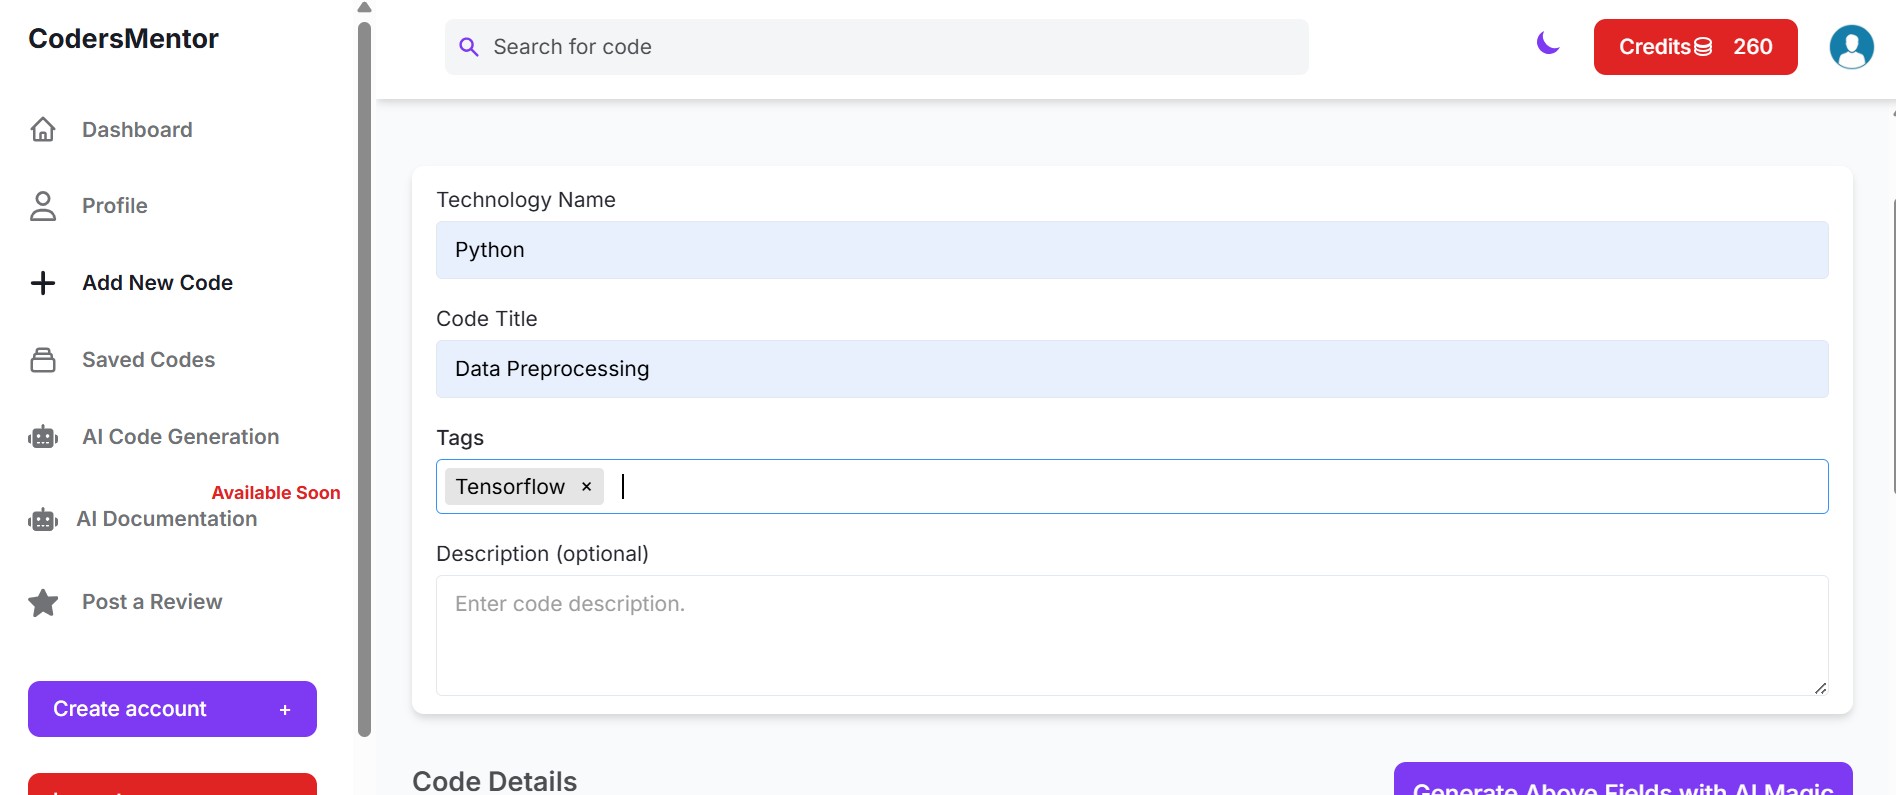 CodersMentor
Dashboard
Profile
Add New Code
Saved Codes
AI Code Generation
Available Soon
AI Documentation
Post a Review
Create account +
Search for code
Credits 260
Technology Name
Python
Code Title
Data Preprocessing
Tags
Tensorflow ×
Description (optional)
Enter code description.
Code Details
Generate Above Fields with AI Magic